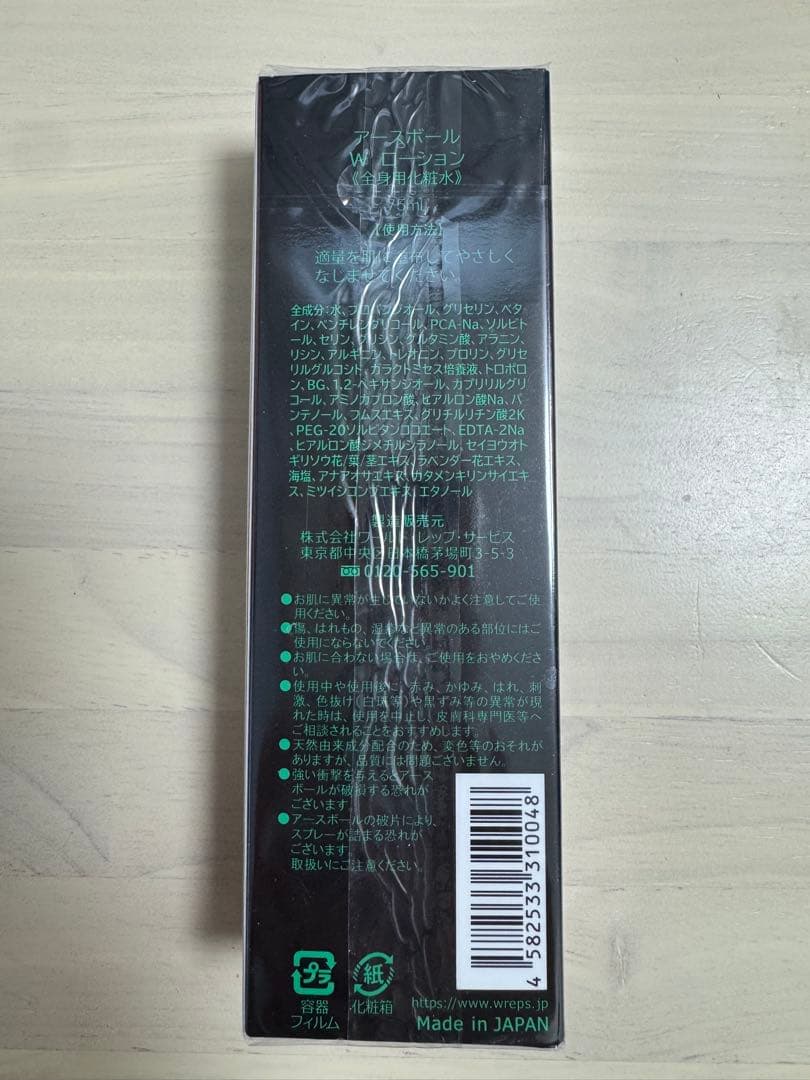 アースボール
W ローション
《全身用化粧水》
75mL
【使用方法】
適量を肌に塗布してやさしく
なじませてください。
全成分:水、プロパンジオール、グリセリン、ベタ
イン、ペンチレングリコール、PCA-Na、ソルビト
ール、セリン、グリシン、グルタミン酸、アラニン、
リシン、アルギニン、トレオニン、プロリン、グリセ
リルグルコシド、ガラクトミセス培養液、トロポロ
ン、BG、1,2-ヘキサンジオール、カプリリルグリ
コール、アミノカプロン酸、ヒアルロン酸Na、パ
ンテノール、フムスエキス、グリチルリチン酸2K
、PEG-20ソルビタンココエート、EDTA-2Na
、ヒアルロン酸ジメチルシラノール、セイヨウオト
ギリソウ花/葉/茎エキス、ラベンダー花エキス、
海塩、アナアオサエキス、カタメンキリンサイエキ
ス、ミツイシコンブエキス、エタノール
製造販売元
株式会社ワールド・レップ・サービス
東京都中央区日本橋茅場町3-5-3
0120-565-901
●お肌に異常が生じていないかよく注意してご使
用ください。
●傷、はれもの、湿疹など異常のある部位にはご
使用にならないでください。
●お肌に合わない場合は、ご使用をおやめくださ
い。
●使用中や使用後に、赤み、かゆみ、はれ、刺
激、色抜け(白斑等)や黒ずみ等の異常が現
れた時は、使用を中止し、皮膚科専門医等へ
ご相談されることをおすすめします。
●天然由来成分配合のため、変色等のおそれが
ありますが、品質には問題ございません。
●強い衝撃を与えるとアース
ボールが破損する恐れが
ございます。
●アースボールの破片により、
スプレーが詰まる恐れが
ございます。
取扱いにご注意ください。
4 582533 310048
プラ
容器
フィルム
紙
化粧箱
https://www.wreps.jp
Made in JAPAN